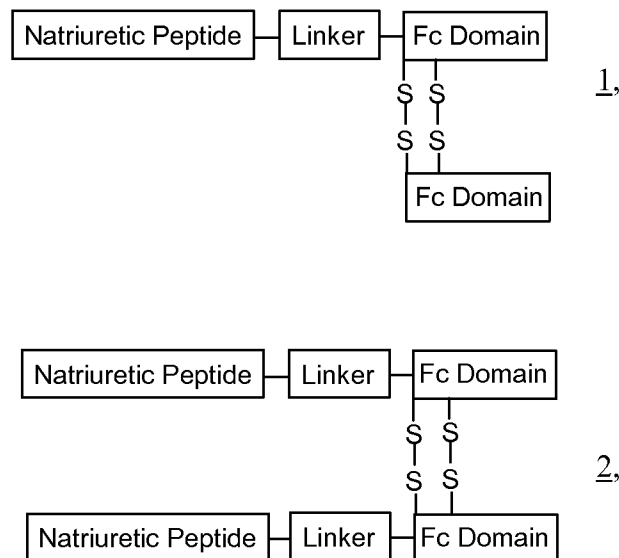 Natriuretic Peptide Linker Fc Domain
S S
1,
S S
Fc Domain
Natriuretic Peptide Linker Fc Domain
S S
2,
S S
Natriuretic Peptide Linker Fc Domain